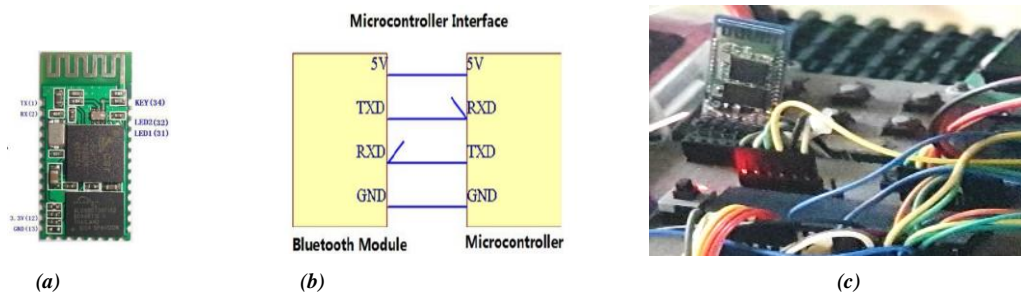 Microcontroller Interface
TX(1)
RX(2)
KEY(34)
LED2(32)
LED1(31)
3.3V(12)
GND(13)
5V
5V
TXD
RXD
RXD
TXD
GND
GND
Bluetooth Module
Microcontroller
(a)
(b)
(c)